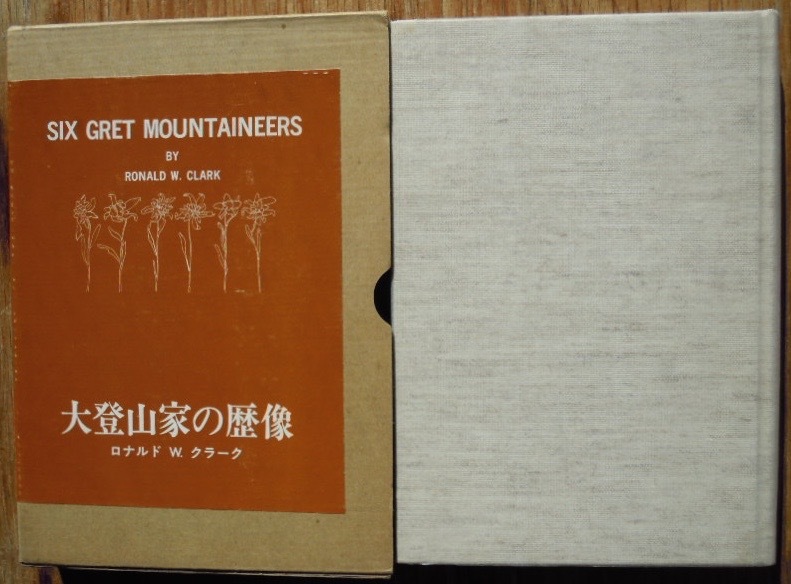 SIX GRET MOUNTAINEERS
BY
RONALD W. CLARK
大登山家の歴像
ロナルド W. クラーク